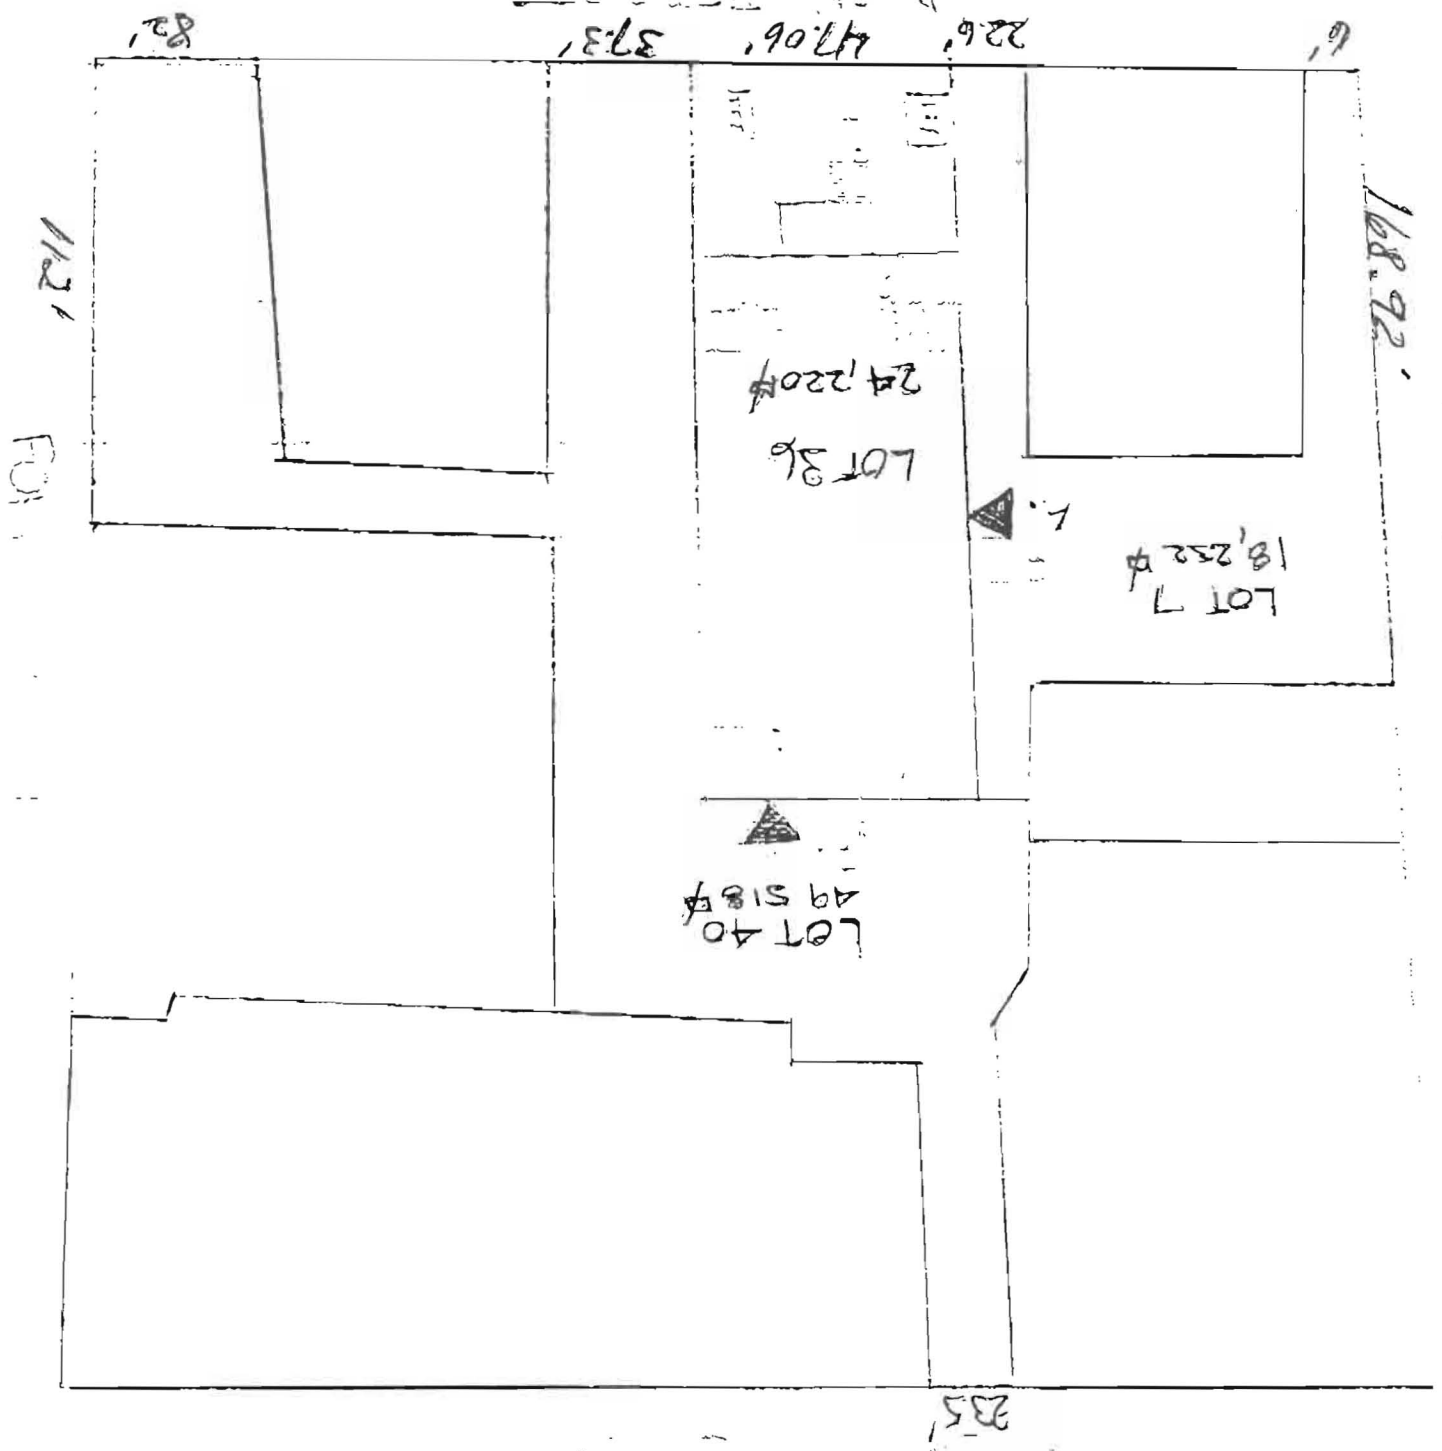 23.5'
LOT 40
49 518 ⌗
LOT 7
18,232 ⌗
LOT 36
24,220 ⌗
112'
168.92'
6'
22.6'
47.06'
37.3'
82'